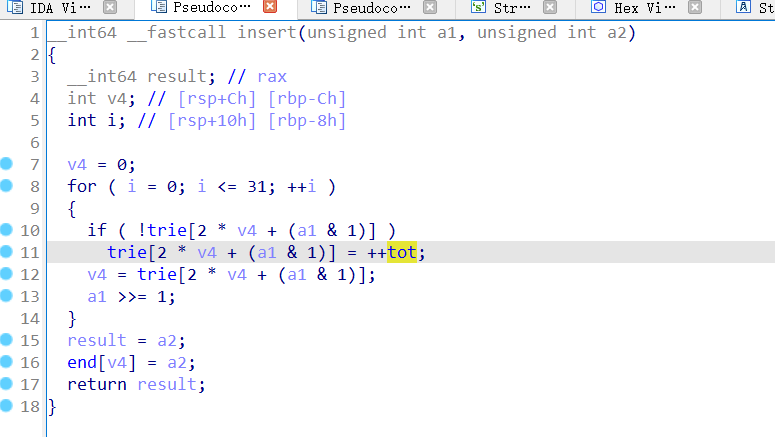 IDA Vi··· Pseudoco··· Pseudoco··· Str··· Hex Vi··· St
1 __int64 __fastcall insert(unsigned int a1, unsigned int a2)
2 {
3 __int64 result; // rax
4 int v4; // [rsp+Ch] [rbp-Ch]
5 int i; // [rsp+10h] [rbp-8h]
6
7 v4 = 0;
8 for ( i = 0; i <= 31; ++i )
9 {
10 if ( !trie[2 * v4 + (a1 & 1)] )
11 trie[2 * v4 + (a1 & 1)] = ++tot;
12 v4 = trie[2 * v4 + (a1 & 1)];
13 a1 >>= 1;
14 }
15 result = a2;
16 end[v4] = a2;
17 return result;
18 }